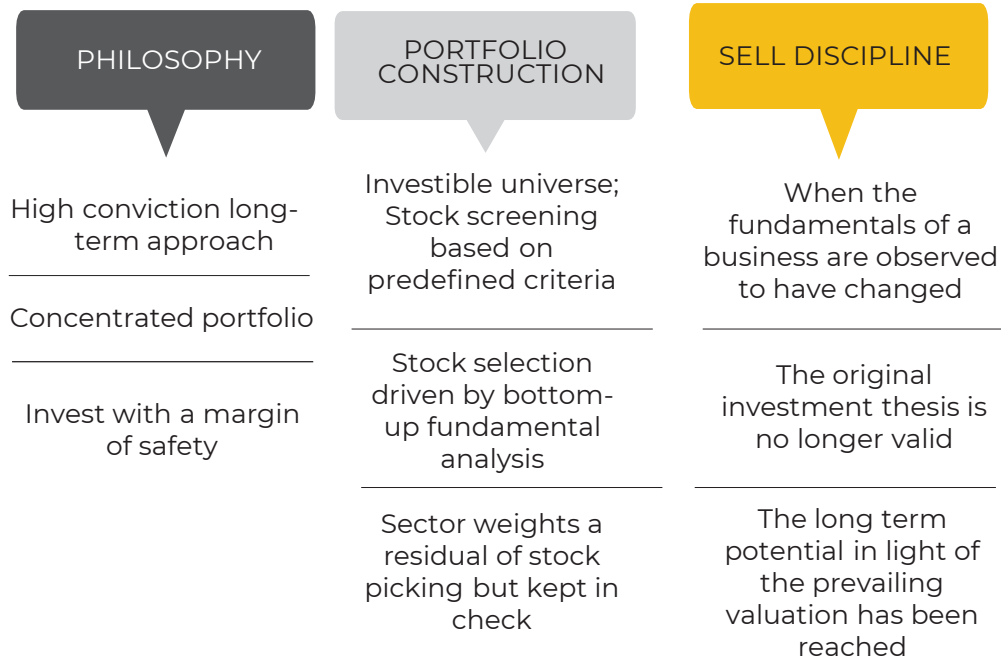 PHILOSOPHY
High conviction long-
term approach
Concentrated portfolio
Invest with a margin
of safety
PORTFOLIO
CONSTRUCTION
Investible universe;
Stock screening
based on
predefined criteria
Stock selection
driven by bottom-
up fundamental
analysis
Sector weights a
residual of stock
picking but kept in
check
SELL DISCIPLINE
When the
fundamentals of a
business are observed
to have changed
The original
investment thesis is
no longer valid
The long term
potential in light of
the prevailing
valuation has been
reached